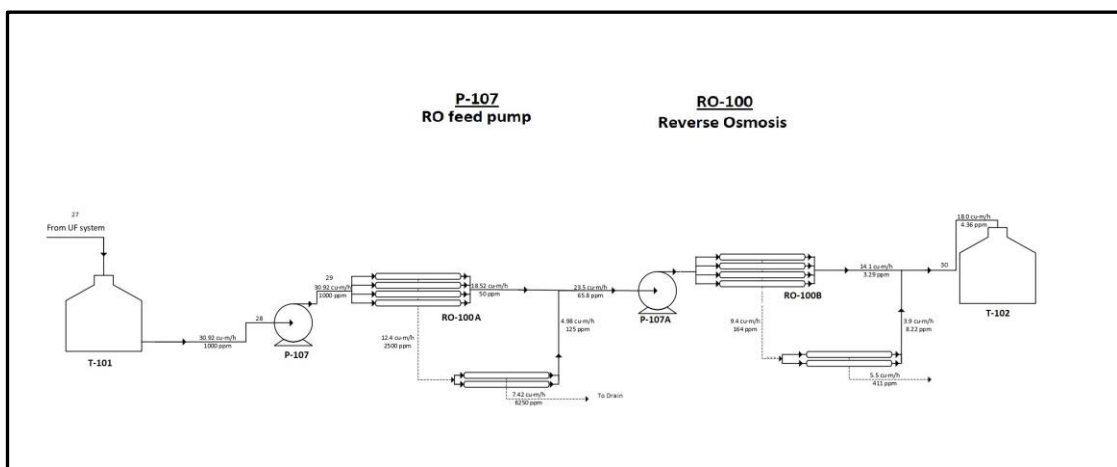 P-107
RO feed pump
RO-100
Reverse Osmosis
27
From UF system
T-101
30.92 cu-m/h
1000 ppm
28
P-107
29
30.92 cu-m/h
1000 ppm
RO-100A
18.52 cu-m/h
50 ppm
12.4 cu-m/h
2500 ppm
4.98 cu-m/h
125 ppm
7.42 cu-m/h
6250 ppm
To Drain
23.5 cu-m/h
65.8 ppm
P-107A
RO-100B
14.1 cu-m/h
3.29 ppm
9.4 cu-m/h
164 ppm
3.9 cu-m/h
8.22 ppm
5.5 cu-m/h
411 ppm
30
18.0 cu-m/h
4.36 ppm
T-102